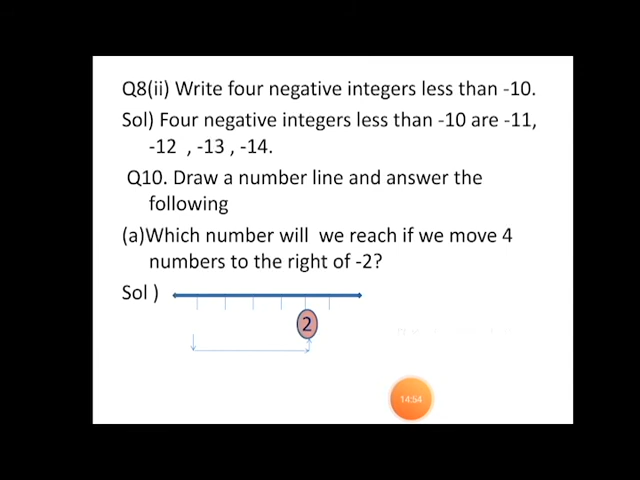 Q8(ii) Write four negative integers less than -10.
Sol) Four negative integers less than -10 are -11,
-12 , -13 , -14.
Q10. Draw a number line and answer the
following
(a)Which number will we reach if we move 4
numbers to the right of -2?
Sol )
2
14:54